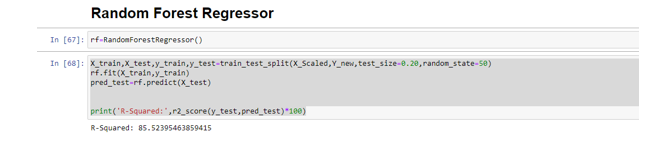 Random Forest Regressor
In [67]: rf=RandomForestRegressor()
In [68]: X_train,X_test,y_train,y_test=train_test_split(X_Scaled,Y_new,test_size=0.20,random_state=50)
rf.fit(X_train,y_train)
pred_test=rf.predict(X_test)
print('R-Squared:',r2_score(y_test,pred_test)*100)
R-Squared: 85.52395463859415